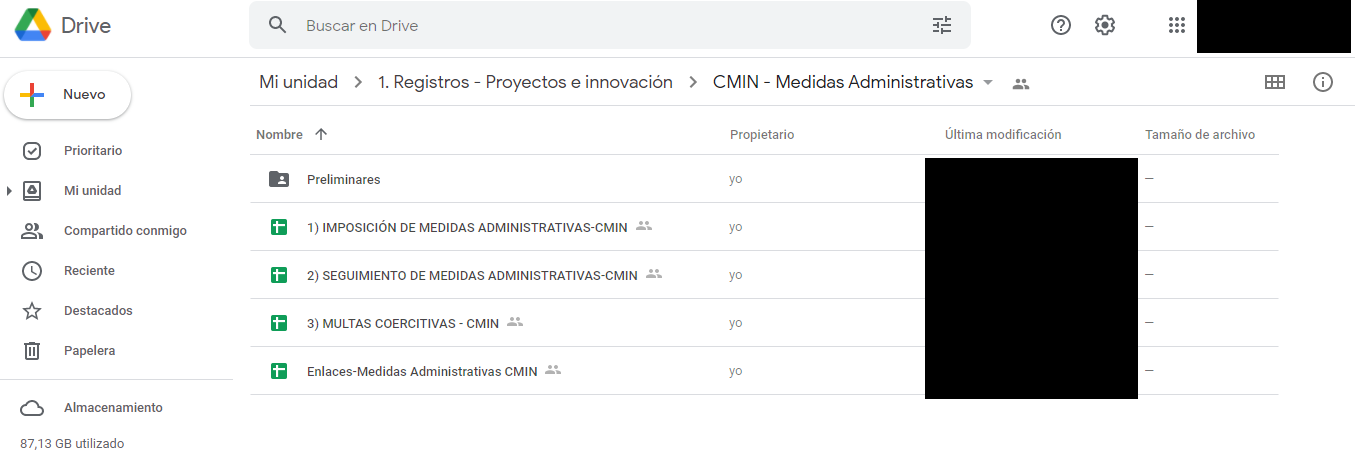 Drive
Buscar en Drive
Nuevo
Mi unidad
1. Registros - Proyectos e innovación
CMIN - Medidas Administrativas
Nombre
Propietario
Última modificación
Tamaño de archivo
Prioritario
Mi unidad
Compartido conmigo
Reciente
Destacados
Papelera
Almacenamiento
87,13 GB utilizado
Preliminares yo –
1) IMPOSICIÓN DE MEDIDAS ADMINISTRATIVAS-CMIN yo –
2) SEGUIMIENTO DE MEDIDAS ADMINISTRATIVAS-CMIN yo –
3) MULTAS COERCITIVAS - CMIN yo –
Enlaces-Medidas Administrativas CMIN yo –